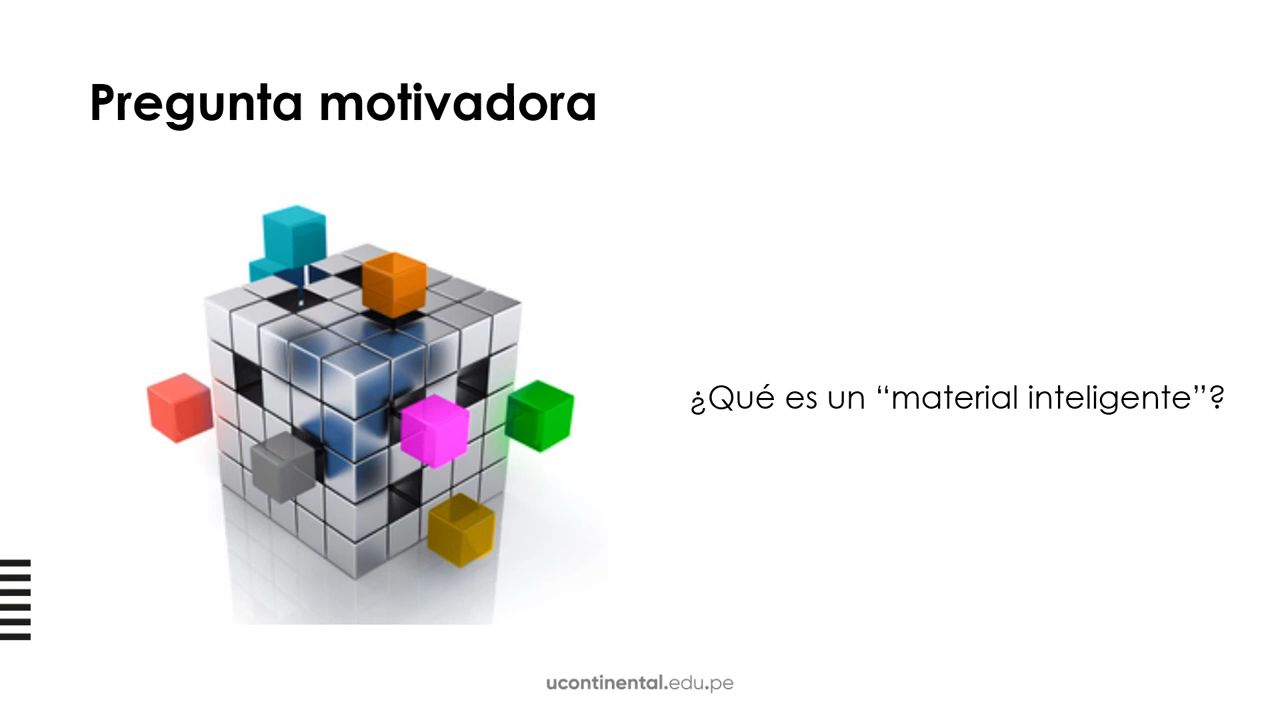 Pregunta motivadora
¿Qué es un “material inteligente”?
ucontinental.edu.pe